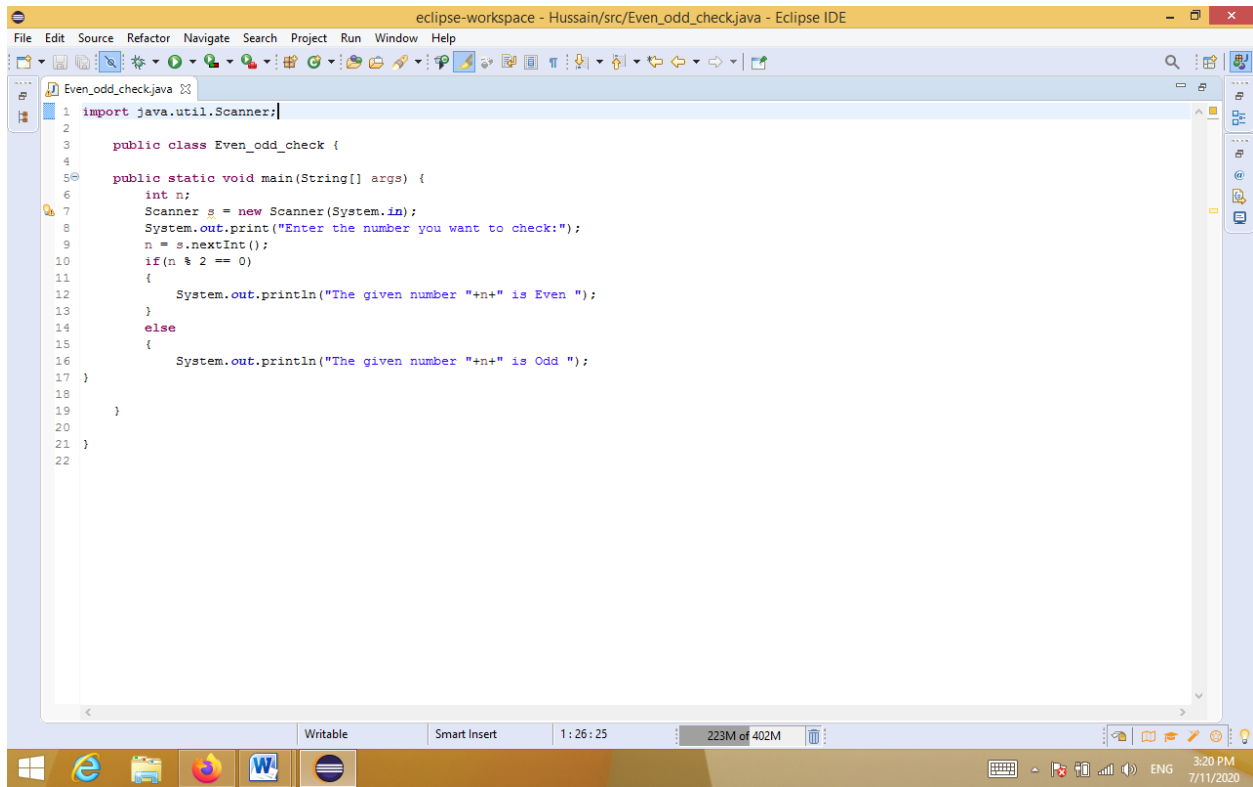 eclipse-workspace - Hussain/src/Even_odd_check.java - Eclipse IDE
File Edit Source Refactor Navigate Search Project Run Window Help
Even_odd_check.java
1 import java.util.Scanner;
2
3 public class Even_odd_check {
4
5 public static void main(String[] args) {
6 int n;
7 Scanner s = new Scanner(System.in);
8 System.out.print("Enter the number you want to check:");
9 n = s.nextInt();
10 if(n % 2 == 0)
11 {
12 System.out.println("The given number "+n+" is Even ");
13 }
14 else
15 {
16 System.out.println("The given number "+n+" is Odd ");
17 }
18
19 }
20
21 }
22
Writable Smart Insert 1 : 26 : 25 223M of 402M
ENG 3:20 PM
7/11/2020